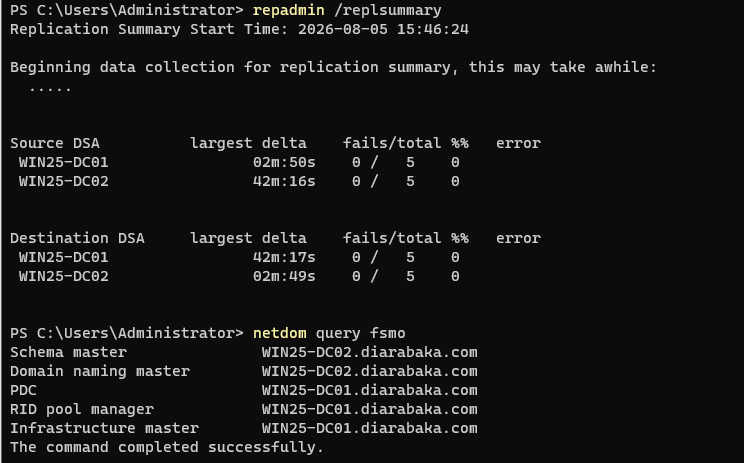 PS C:\Users\Administrator> repadmin /replsummary
Replication Summary Start Time: 2026-08-05 15:46:24
Beginning data collection for replication summary, this may take awhile:
.....
Source DSA largest delta fails/total %% error
WIN25-DC01 02m:50s 0 / 5 0
WIN25-DC02 42m:16s 0 / 5 0
Destination DSA largest delta fails/total %% error
WIN25-DC01 42m:17s 0 / 5 0
WIN25-DC02 02m:49s 0 / 5 0
PS C:\Users\Administrator> netdom query fsmo
Schema master WIN25-DC02.diarabaka.com
Domain naming master WIN25-DC02.diarabaka.com
PDC WIN25-DC01.diarabaka.com
RID pool manager WIN25-DC01.diarabaka.com
Infrastructure master WIN25-DC01.diarabaka.com
The command completed successfully.